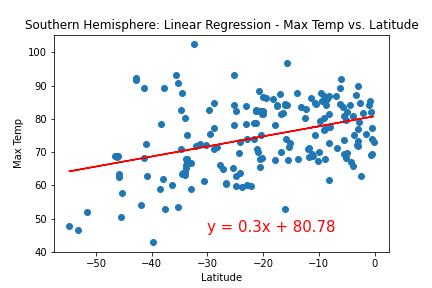 Southern Hemisphere: Linear Regression - Max Temp vs. Latitude
100
90
80
70
60
50
40
Max Temp
y = 0.3x + 80.78
−50 −40 −30 −20 −10 0
Latitude